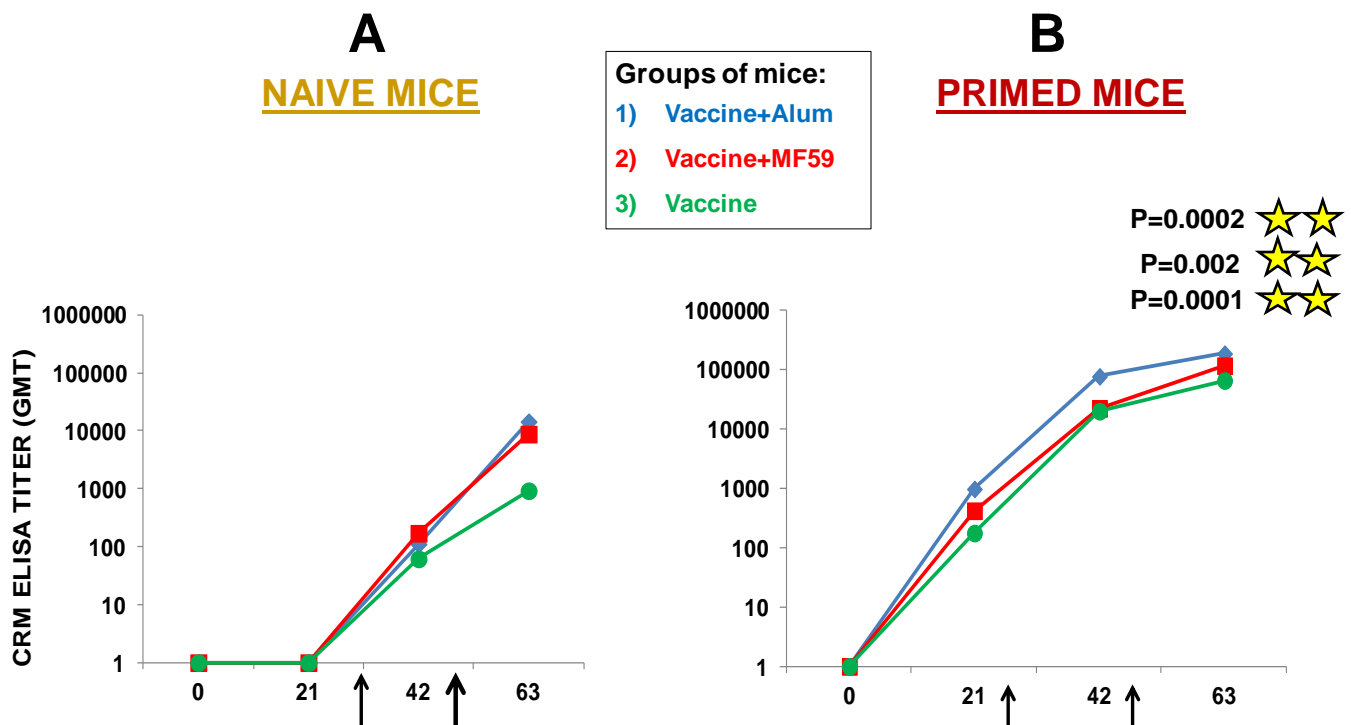 A
NAIVE MICE
Groups of mice:
1) Vaccine+Alum
2) Vaccine+MF59
3) Vaccine
B
PRIMED MICE
P=0.0002
P=0.002
P=0.0001
CRM ELISA TITER (GMT)
1000000
100000
10000
1000
100
10
1
0 21 42 63
1000000
100000
10000
1000
100
10
1
0 21 42 63